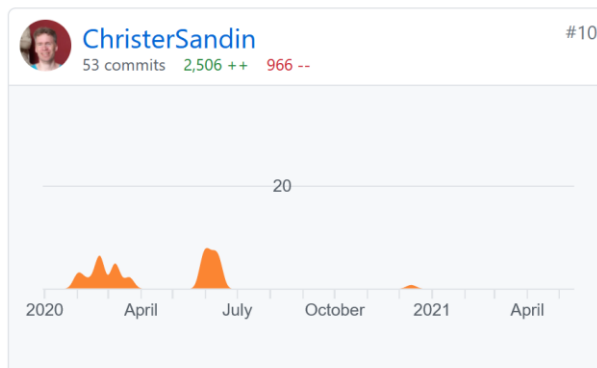 ChristerSandin
#10
53 commits 2,506 ++ 966 --
20
2020 April July October 2021 April